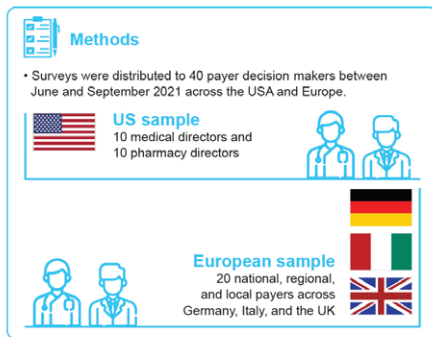 Methods
• Surveys were distributed to 40 payer decision makers between
June and September 2021 across the USA and Europe.
US sample
10 medical directors and
10 pharmacy directors
European sample
20 national, regional,
and local payers across
Germany, Italy, and the UK